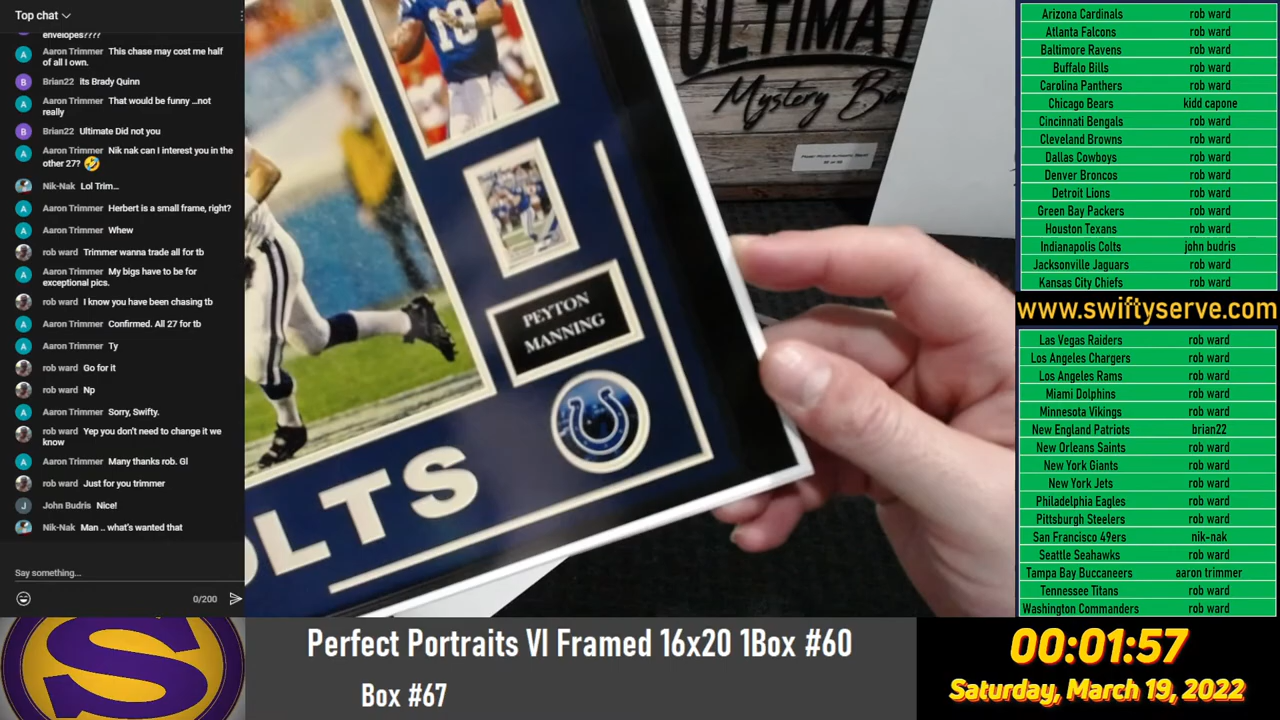 Top chat
envelopes????
Aaron Trimmer This chase may cost me half
of all I own.
Brian22 its Brady Quinn
Aaron Trimmer That would be funny ...not
really
Brian22 Ultimate Did not you
Aaron Trimmer Nik nak can I interest you in the
other 27? 🤣
Nik-Nak Lol Trim...
Aaron Trimmer Herbert is a small frame, right?
Aaron Trimmer Whew
rob ward Trimmer wanna trade all for tb
Aaron Trimmer My bigs have to be for
exceptional pics.
rob ward I know you have been chasing tb
Aaron Trimmer Confirmed. All 27 for tb
Aaron Trimmer Ty
rob ward Go for it
rob ward Np
Aaron Trimmer Sorry, Swifty.
rob ward Yep you don't need to change it we
know
Aaron Trimmer Many thanks rob. Gl
rob ward Just for you trimmer
John Budris Nice!
Nik-Nak Man .. what's wanted that
Say something...
0/200
ULTIMAT
Mystery Box
PEYTON
MANNING
OLTS
Arizona Cardinals rob ward
Atlanta Falcons rob ward
Baltimore Ravens rob ward
Buffalo Bills rob ward
Carolina Panthers rob ward
Chicago Bears kidd capone
Cincinnati Bengals rob ward
Cleveland Browns rob ward
Dallas Cowboys rob ward
Denver Broncos rob ward
Detroit Lions rob ward
Green Bay Packers rob ward
Houston Texans rob ward
Indianapolis Colts john budris
Jacksonville Jaguars rob ward
Kansas City Chiefs rob ward
www.swiftyserve.com
Las Vegas Raiders rob ward
Los Angeles Chargers rob ward
Los Angeles Rams rob ward
Miami Dolphins rob ward
Minnesota Vikings rob ward
New England Patriots brian22
New Orleans Saints rob ward
New York Giants rob ward
New York Jets rob ward
Philadelphia Eagles rob ward
Pittsburgh Steelers rob ward
San Francisco 49ers nik-nak
Seattle Seahawks rob ward
Tampa Bay Buccaneers aaron trimmer
Tennessee Titans rob ward
Washington Commanders rob ward
Perfect Portraits VI Framed 16x20 1Box #60
Box #67
00:01:57
Saturday, March 19, 2022